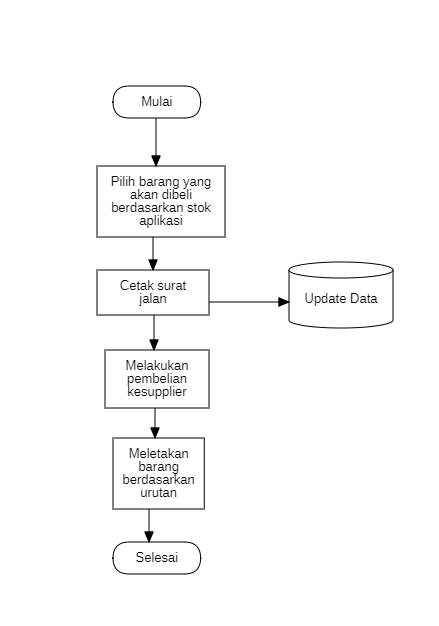 Mulai
Pilih barang yang
akan dibeli
berdasarkan stok
aplikasi
Cetak surat
jalan
Update Data
Melakukan
pembelian
kesupplier
Meletakan
barang
berdasarkan
urutan
Selesai